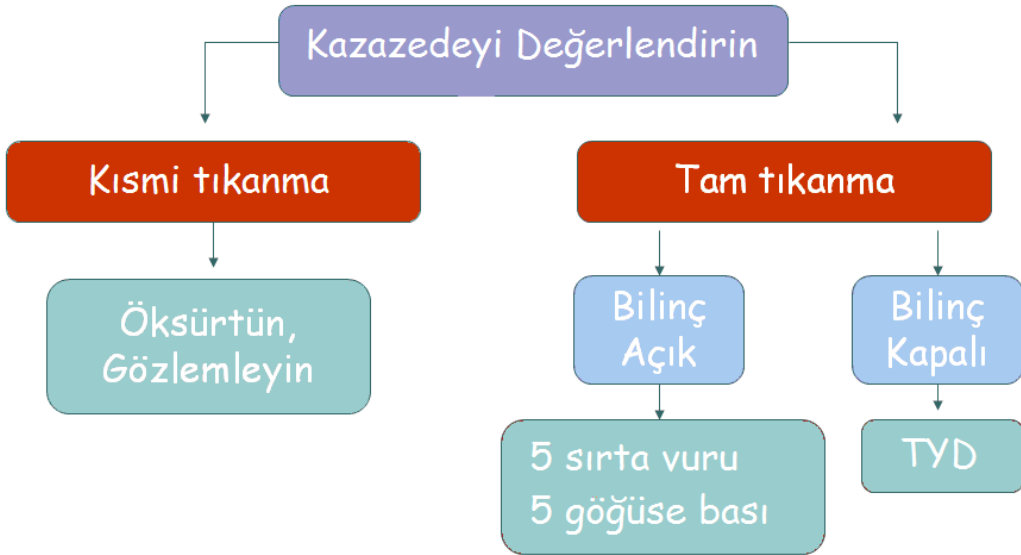 Kazazedeyi Değerlendirin
Kısmi tıkanma
Tam tıkanma
Öksürtün,
Gözlemleyin
Bilinç
Açık
Bilinç
Kapalı
5 sırta vuru
5 göğüse bası
TYD